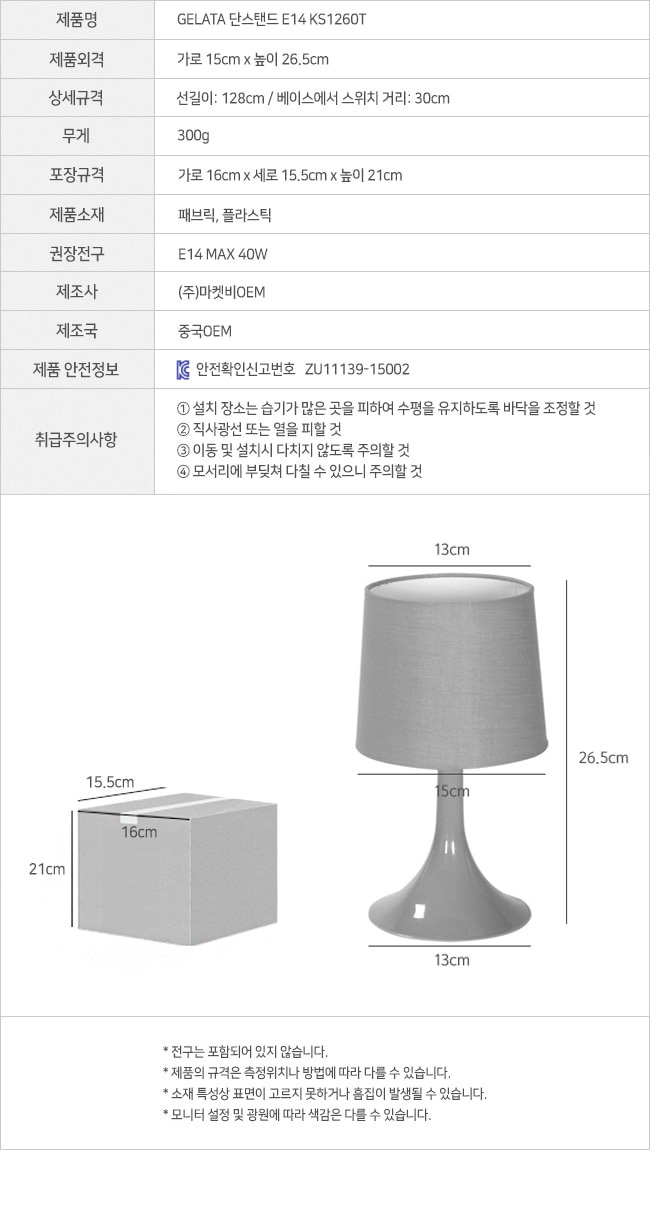 제품명 GELATA 단스탠드 E14 KS1260T
제품외격 가로 15cm x 높이 26.5cm
상세규격 선길이: 128cm / 베이스에서 스위치 거리: 30cm
무게 300g
포장규격 가로 16cm x 세로 15.5cm x 높이 21cm
제품소재 패브릭, 플라스틱
권장전구 E14 MAX 40W
제조사 (주)마켓비OEM
제조국 중국OEM
제품 안전정보 안전확인신고번호 ZU11139-15002
취급주의사항
① 설치 장소는 습기가 많은 곳을 피하여 수평을 유지하도록 바닥을 조정할 것
② 직사광선 또는 열을 피할 것
③ 이동 및 설치시 다치지 않도록 주의할 것
④ 모서리에 부딪쳐 다칠 수 있으니 주의할 것
13cm
26.5cm
15cm
13cm
15.5cm
16cm
21cm
* 전구는 포함되어 있지 않습니다.
* 제품의 규격은 측정위치나 방법에 따라 다를 수 있습니다.
* 소재 특성상 표면이 고르지 못하거나 흠집이 발생될 수 있습니다.
* 모니터 설정 및 광원에 따라 색감은 다를 수 있습니다.